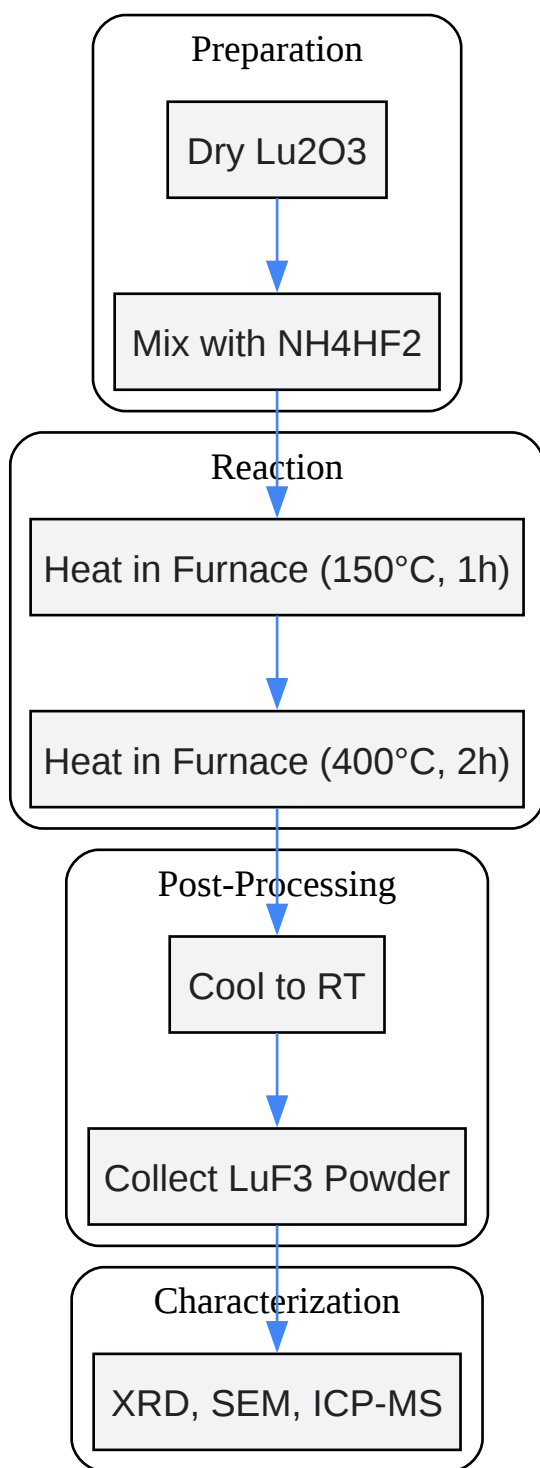 Preparation
Dry Lu2O3
Mix with NH4HF2
Reaction
Heat in Furnace (150°C, 1h)
Heat in Furnace (400°C, 2h)
Post-Processing
Cool to RT
Collect LuF3 Powder
Characterization
XRD, SEM, ICP-MS